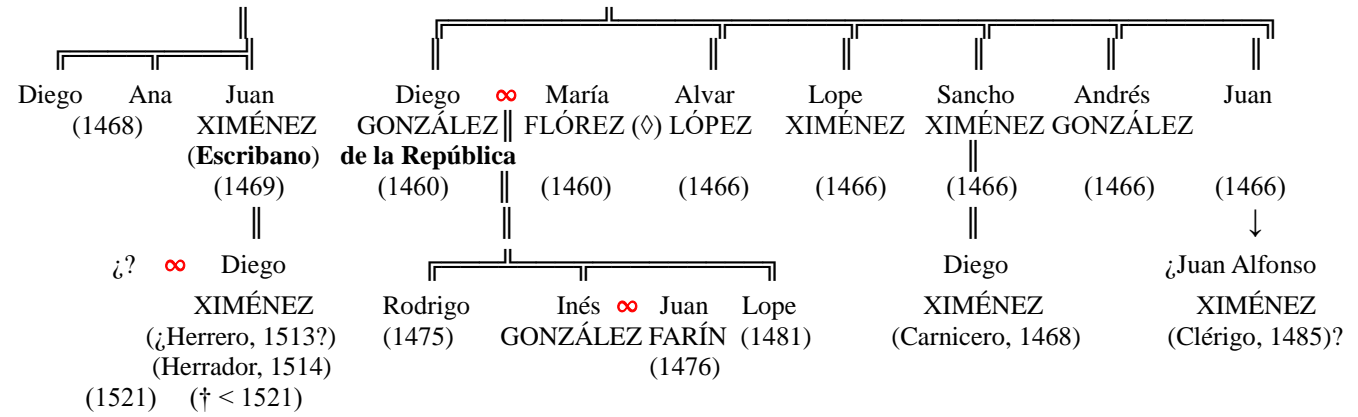 Diego Ana Juan Diego ∞ María Alvar Lope Sancho Andrés Juan
(1468) XIMÉNEZ GONZÁLEZ FLÓREZ (◊) LÓPEZ XIMÉNEZ XIMÉNEZ GONZÁLEZ
(Escribano) de la República
(1469) (1460) (1460) (1466) (1466) (1466) (1466) (1466)
↓
¿? ∞ Diego Diego ¿Juan Alfonso
XIMÉNEZ Rodrigo Inés ∞ Juan Lope XIMÉNEZ XIMÉNEZ
(¿Herrero, 1513?) (1475) GONZÁLEZ FARÍN (1481) (Carnicero, 1468) (Clérigo, 1485)?
(Herrador, 1514) (1476)
(1521) († < 1521)